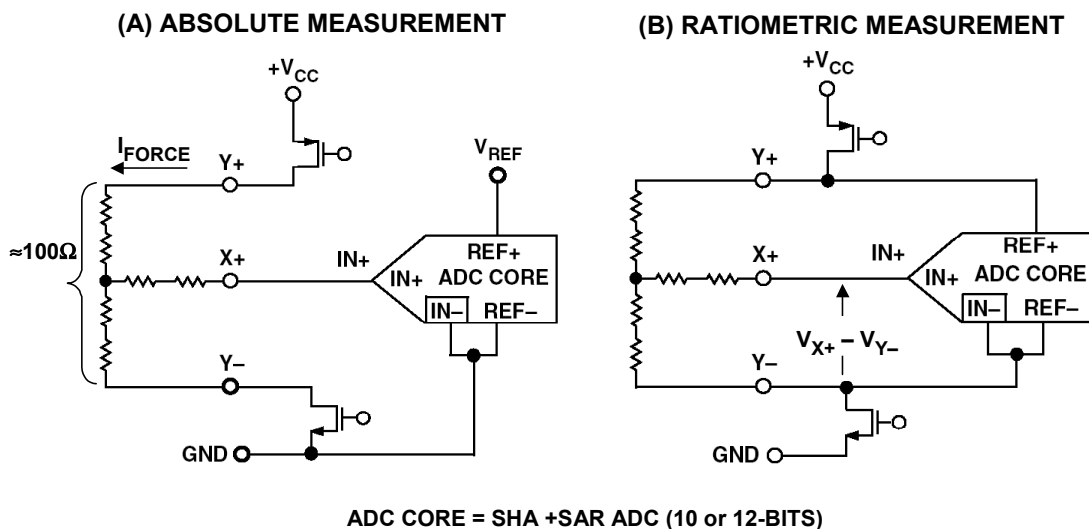 (A) ABSOLUTE MEASUREMENT
+VCC
IFORCE
Y+
VREF
≈100Ω
X+
IN+
IN+
REF+
ADC CORE
IN–
REF–
Y–
GND
(B) RATIOMETRIC MEASUREMENT
+VCC
Y+
X+
IN+
IN+
REF+
ADC CORE
IN–
REF–
VX+ – VY–
Y–
GND
ADC CORE = SHA +SAR ADC (10 or 12-BITS)